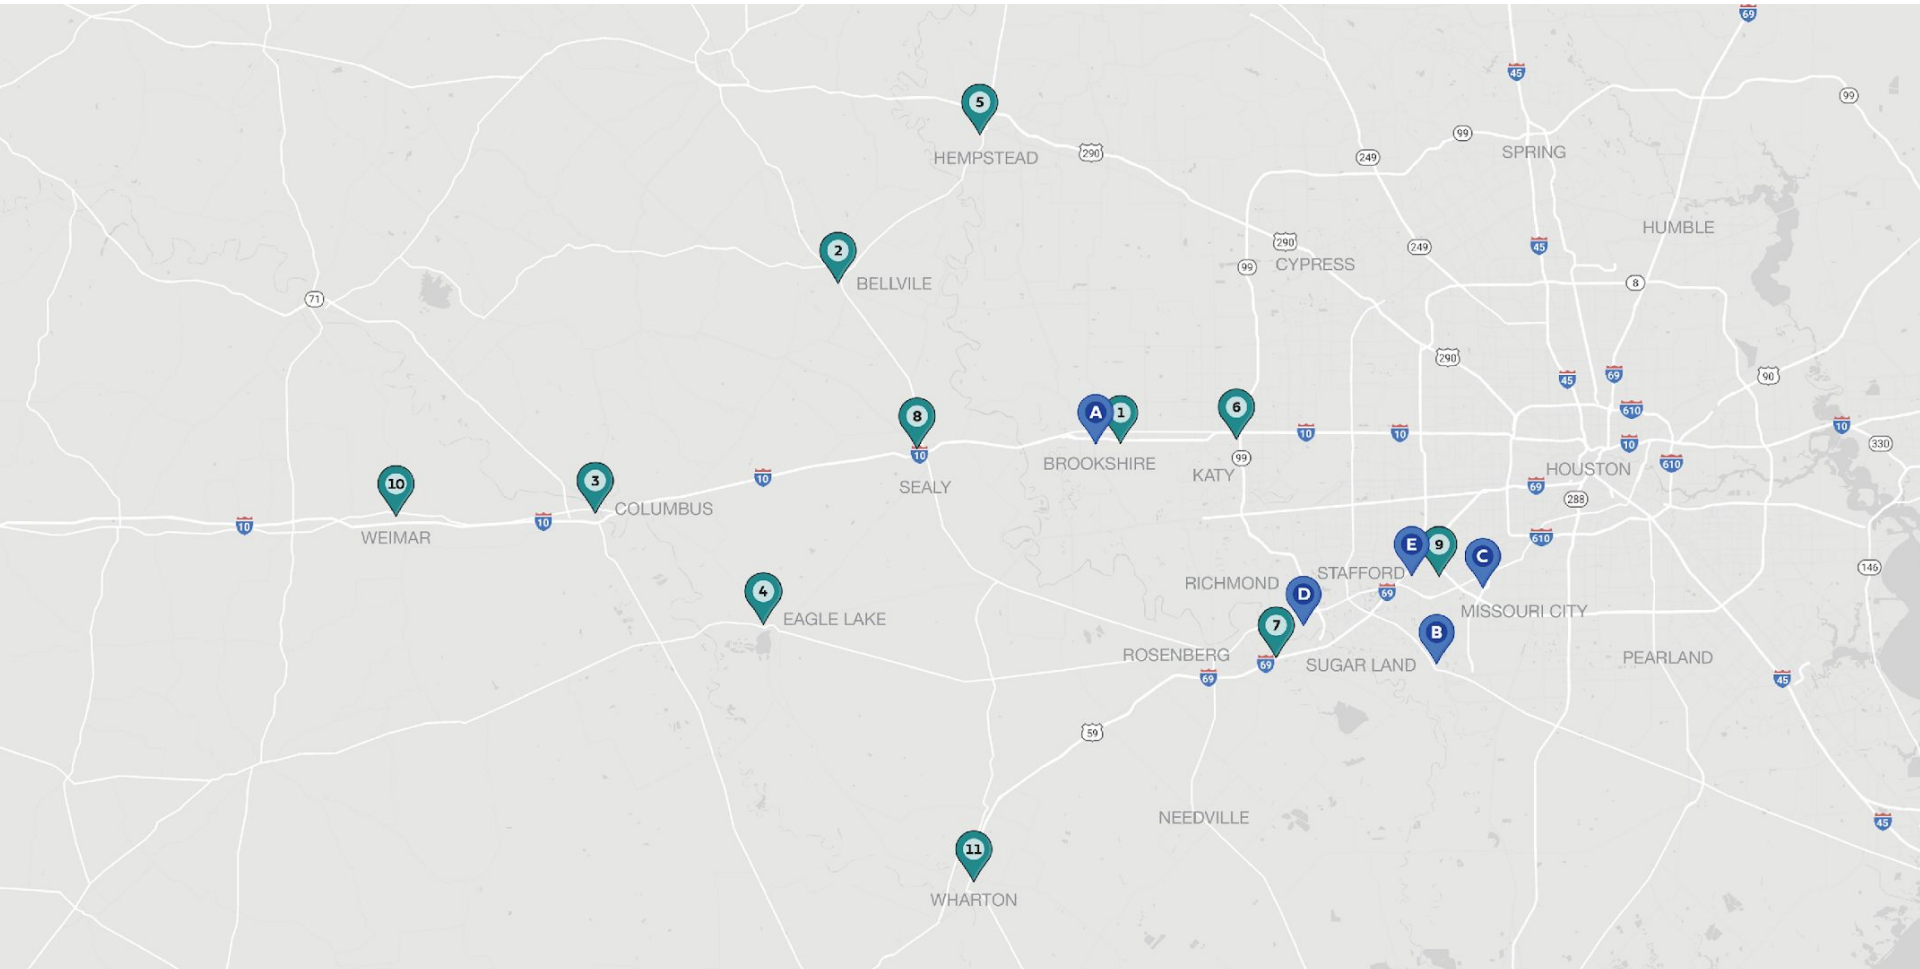 69
45
99
5
99
249
SPRING
290
HEMPSTEAD
HUMBLE
2
290
249
45
CYPRESS
99
BELLVILE
8
71
290
45
69
90
610
A
1
6
8
10
10
10
10
330
10
BROOKSHIRE
99
610
KATY
HOUSTON
10
3
10
SEALY
69
288
COLUMBUS
10
10
WEIMAR
610
E
9
C
146
RICHMOND
STAFFORD
4
D
69
MISSOURI CITY
EAGLE LAKE
7
B
ROSENBERG
69
SUGAR LAND
PEARLAND
69
45
59
NEEDVILLE
45
11
WHARTON